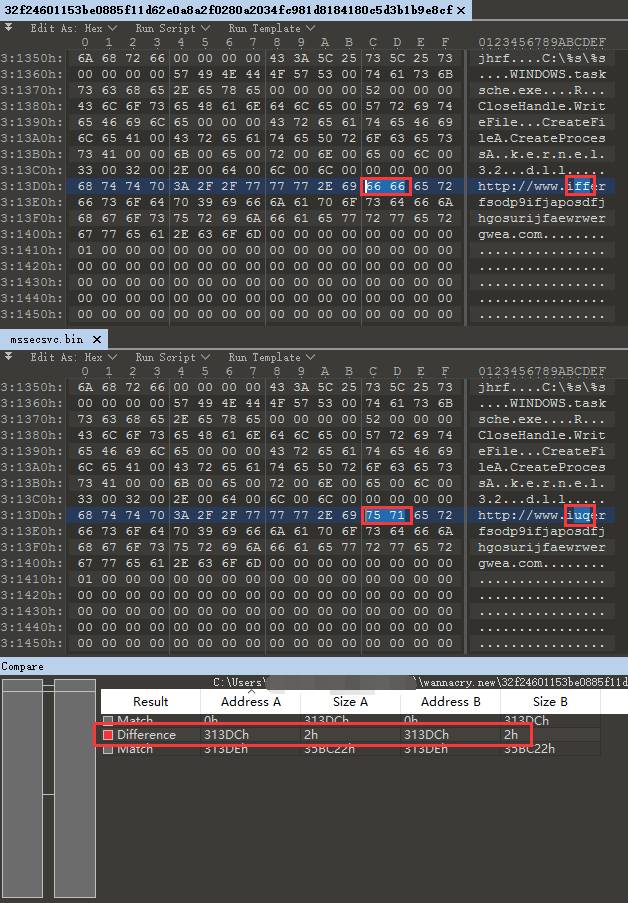 32f24601153be0885f11d62e0a8a2f0280a2034fc981d8184180c5d3b1b9e8cf ×
Edit As: Hex Run Script Run Template
0 1 2 3 4 5 6 7 8 9 A B C D E F 0123456789ABCDEF
3:1350h: 6A 68 72 66 00 00 00 00 43 3A 5C 25 73 5C 25 73 jhrf....C:\%s\%s
3:1360h: 00 00 00 00 57 49 4E 44 4F 57 53 00 74 61 73 6B ....WINDOWS.task
3:1370h: 73 63 68 65 2E 65 78 65 00 00 00 00 52 00 00 00 sche.exe....R...
3:1380h: 43 6C 6F 73 65 48 61 6E 64 6C 65 00 57 72 69 74 CloseHandle.Writ
3:1390h: 65 46 69 6C 65 00 00 00 43 72 65 61 74 65 46 69 eFile...CreateFi
3:13A0h: 6C 65 41 00 43 72 65 61 74 65 50 72 6F 63 65 73 leA.CreateProces
3:13B0h: 73 41 00 00 6B 00 65 00 72 00 6E 00 65 00 6C 00 sA..k.e.r.n.e.l.
3:13C0h: 33 00 32 00 2E 00 64 00 6C 00 6C 00 00 00 00 00 3.2...d.l.l.....
3:13D0h: 68 74 74 70 3A 2F 2F 77 77 77 2E 69 66 66 65 72 http://www.iffer
3:13E0h: 66 73 6F 64 70 39 69 66 6A 61 70 6F 73 64 66 6A fsodp9ifjaposdfj
3:13F0h: 68 67 6F 73 75 72 69 6A 66 61 65 77 72 77 65 72 hgosurijfaewrwer
3:1400h: 67 77 65 61 2E 63 6F 6D 00 00 00 00 00 00 00 00 gwea.com........
3:1410h: 01 00 00 00 00 00 00 00 00 00 00 00 00 00 00 00 ................
3:1420h: 00 00 00 00 00 00 00 00 00 00 00 00 00 00 00 00 ................
3:1430h: 00 00 00 00 00 00 00 00 00 00 00 00 00 00 00 00 ................
3:1440h: 00 00 00 00 00 00 00 00 00 00 00 00 00 00 00 00 ................
3:1450h: 00 00 00 00 00 00 00 00 00 00 00 00 00 00 00 00 ................
mssecsvc.bin ×
Edit As: Hex Run Script Run Template
0 1 2 3 4 5 6 7 8 9 A B C D E F 0123456789ABCDEF
3:1350h: 6A 68 72 66 00 00 00 00 43 3A 5C 25 73 5C 25 73 jhrf....C:\%s\%s
3:1360h: 00 00 00 00 57 49 4E 44 4F 57 53 00 74 61 73 6B ....WINDOWS.task
3:1370h: 73 63 68 65 2E 65 78 65 00 00 00 00 52 00 00 00 sche.exe....R...
3:1380h: 43 6C 6F 73 65 48 61 6E 64 6C 65 00 57 72 69 74 CloseHandle.Writ
3:1390h: 65 46 69 6C 65 00 00 00 43 72 65 61 74 65 46 69 eFile...CreateFi
3:13A0h: 6C 65 41 00 43 72 65 61 74 65 50 72 6F 63 65 73 leA.CreateProces
3:13B0h: 73 41 00 00 6B 00 65 00 72 00 6E 00 65 00 6C 00 sA..k.e.r.n.e.l.
3:13C0h: 33 00 32 00 2E 00 64 00 6C 00 6C 00 00 00 00 00 3.2...d.l.l.....
3:13D0h: 68 74 74 70 3A 2F 2F 77 77 77 2E 69 75 71 65 72 http://www.iuqer
3:13E0h: 66 73 6F 64 70 39 69 66 6A 61 70 6F 73 64 66 6A fsodp9ifjaposdfj
3:13F0h: 68 67 6F 73 75 72 69 6A 66 61 65 77 72 77 65 72 hgosurijfaewrwer
3:1400h: 67 77 65 61 2E 63 6F 6D 00 00 00 00 00 00 00 00 gwea.com........
3:1410h: 01 00 00 00 00 00 00 00 00 00 00 00 00 00 00 00 ................
3:1420h: 00 00 00 00 00 00 00 00 00 00 00 00 00 00 00 00 ................
3:1430h: 00 00 00 00 00 00 00 00 00 00 00 00 00 00 00 00 ................
3:1440h: 00 00 00 00 00 00 00 00 00 00 00 00 00 00 00 00 ................
3:1450h: 00 00 00 00 00 00 00 00 00 00 00 00 00 00 00 00 ................
Compare
C:\Users\ \wannacry.new\32f24601153be0885f11d
Result Address A Size A Address B Size B
Match 0h 313DCh 0h 313DCh
Difference 313DCh 2h 313DCh 2h
Match 313DEh 35BC22h 313DEh 35BC22h